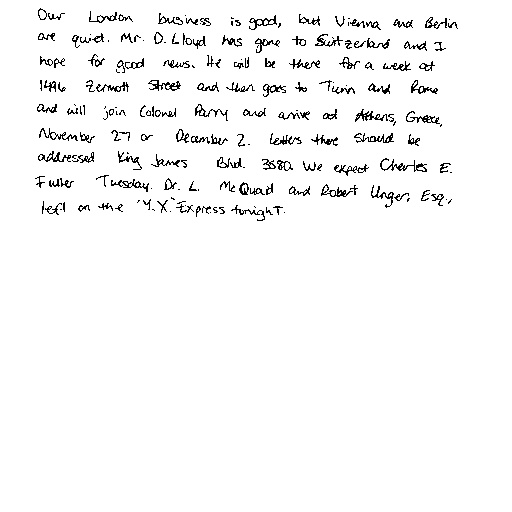 Our London business is good, but Vienna and Berlin
are quiet. Mr. D. Lloyd has gone to Switzerland and I
hope for good news. He will be there for a week at
1496 Zermott Street and then goes to Turin and Rome
and will join Colonel Parry and arrive at Athens, Greece,
November 27 or December 2. Letters there should be
addressed King James Blvd. 3580. We expect Charles E.
Fuller Tuesday. Dr. L. McQuaid and Robert Unger, Esq.,
left on the "Y.X." Express tonight.